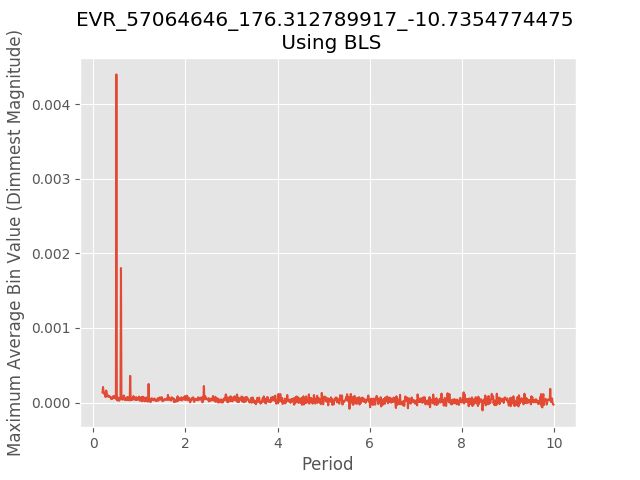 EVR_57064646_176.312789917_-10.7354774475
Using BLS
Maximum Average Bin Value (Dimmest Magnitude)
0.004
0.003
0.002
0.001
0.000
0 2 4 6 8 10
Period